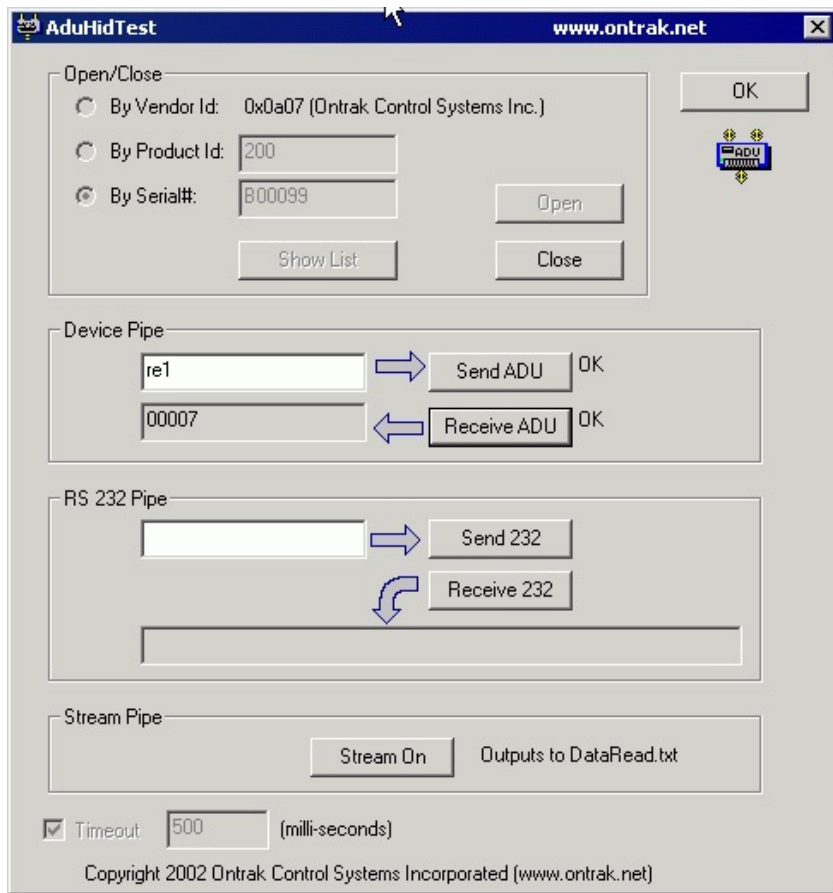 AduHidTest www.ontrak.net
Open/Close
By Vendor Id: 0x0a07 (Ontrak Control Systems Inc.)
OK
ADU
By Product Id: 200
By Serial#: B00099
Open
Show List
Close
Device Pipe
re1
Send ADU OK
00007
Receive ADU OK
RS 232 Pipe
Send 232
Receive 232
Stream Pipe
Stream On Outputs to DataRead.txt
Timeout 500 (milli-seconds)
Copyright 2002 Ontrak Control Systems Incorporated (www.ontrak.net)